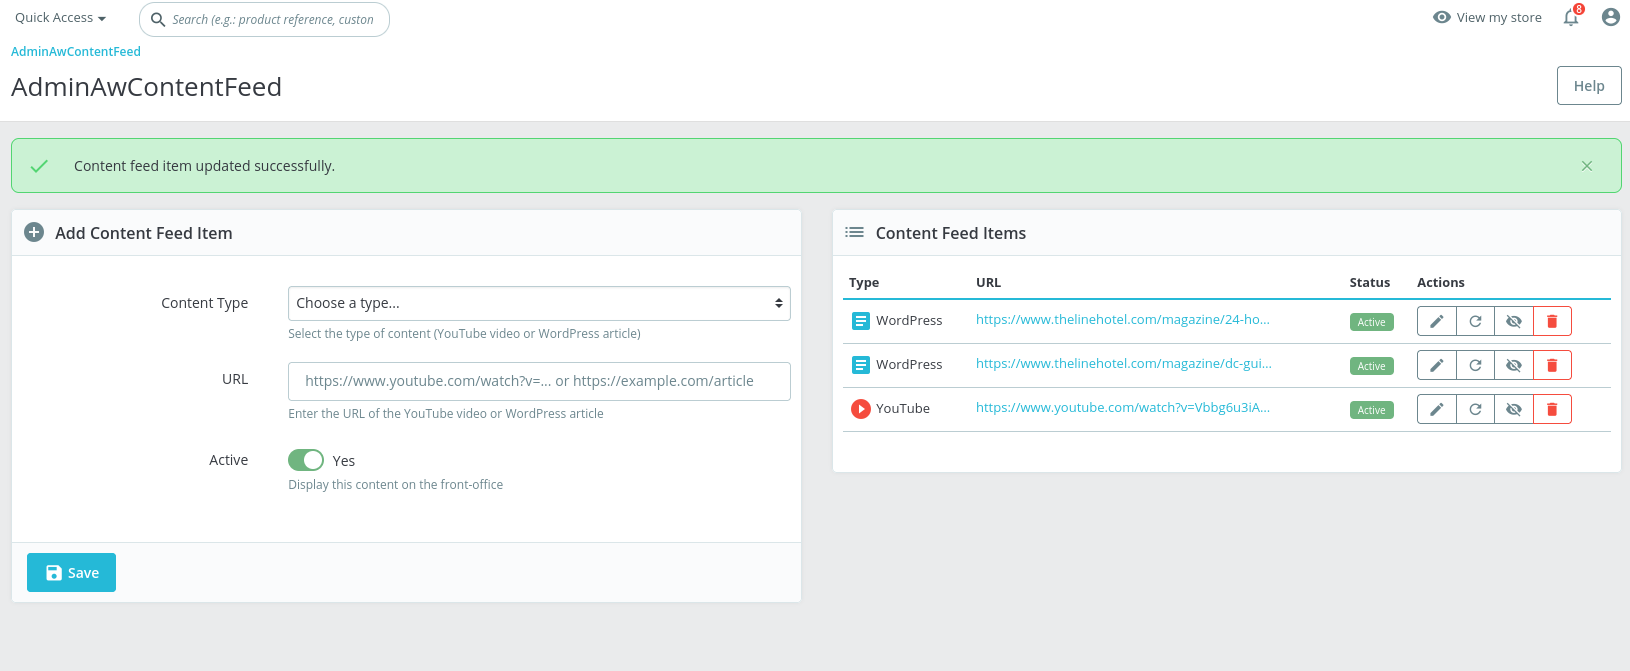 Quick Access
Search (e.g.: product reference, custon
View my store
8
AdminAwContentFeed
AdminAwContentFeed
Help
Content feed item updated successfully.
Add Content Feed Item
Content Type
Choose a type...
Select the type of content (YouTube video or WordPress article)
URL
https://www.youtube.com/watch?v=... or https://example.com/article
Enter the URL of the YouTube video or WordPress article
Active
Yes
Display this content on the front-office
Save
Content Feed Items
Type URL Status Actions
WordPress https://www.thelinehotel.com/magazine/24-ho... Active
WordPress https://www.thelinehotel.com/magazine/dc-gui... Active
YouTube https://www.youtube.com/watch?v=Vbbg6u3iA... Active